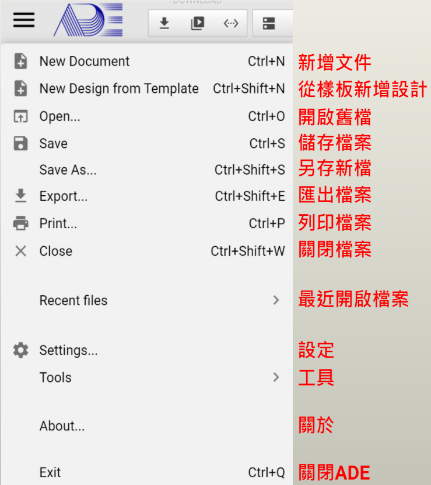 ADE
New Document Ctrl+N 新增文件
New Design from Template Ctrl+Shift+N 從樣板新增設計
Open... Ctrl+O 開啟舊檔
Save Ctrl+S 儲存檔案
Save As... Ctrl+Shift+S 另存新檔
Export... Ctrl+Shift+E 匯出檔案
Print... Ctrl+P 列印檔案
Close Ctrl+Shift+W 關閉檔案
Recent files 最近開啟檔案
Settings... 設定
Tools 工具
About... 關於
Exit Ctrl+Q 關閉ADE